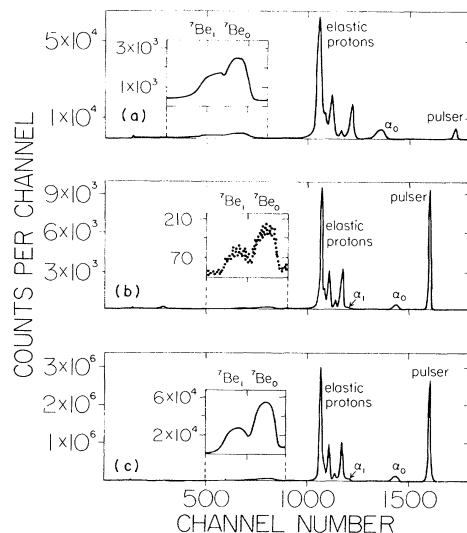 COUNTS PER CHANNEL
5×10⁴
1×10⁴
(a)
3×10³
1×10³
⁷Be₁ ⁷Be₀
elastic
protons
α₀
pulser
9×10³
6×10³
3×10³
(b)
210
70
⁷Be₁ ⁷Be₀
elastic
protons
α₁
α₀
pulser
3×10⁶
2×10⁶
1×10⁶
(c)
6×10⁴
2×10⁴
⁷Be₁ ⁷Be₀
elastic
protons
α₁
α₀
pulser
500 1000 1500
CHANNEL NUMBER